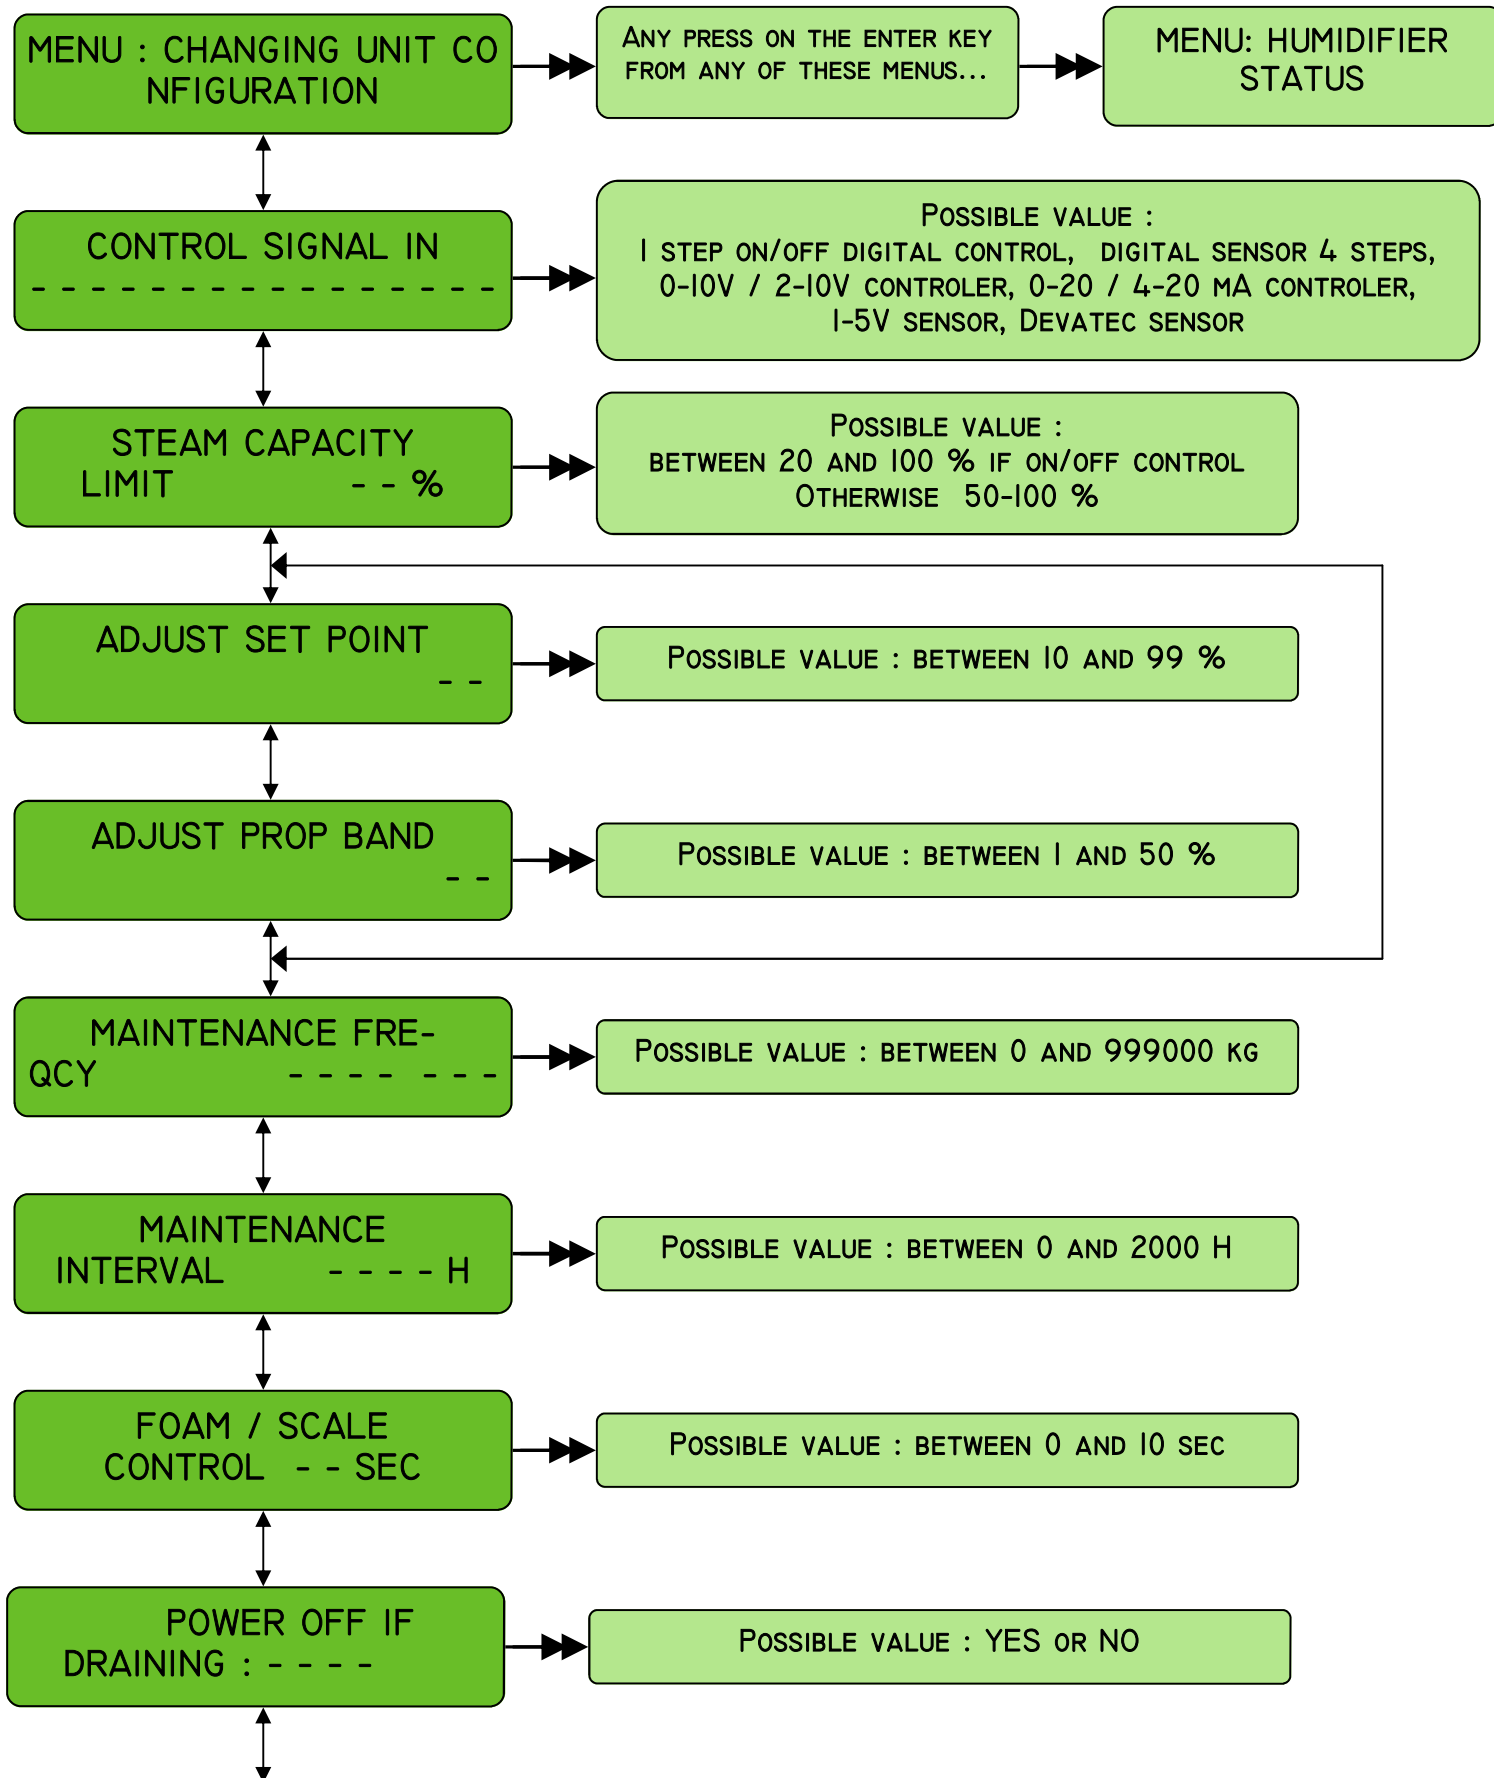 MENU : CHANGING UNIT CO
NFIGURATION
Any press on the enter key
from any of these menus...
MENU: HUMIDIFIER
STATUS
CONTROL SIGNAL IN
- - - - - - - - - - - - - - - -
Possible value :
1 step on/off digital control, digital sensor 4 steps,
0-10V / 2-10V controler, 0-20 / 4-20 mA controler,
1-5V sensor, Devatec sensor
STEAM CAPACITY
LIMIT - - %
Possible value :
between 20 and 100 % if on/off control
Otherwise 50-100 %
ADJUST SET POINT
- -
Possible value : between 10 and 99 %
ADJUST PROP BAND
- -
Possible value : between 1 and 50 %
MAINTENANCE FRE-
QCY - - - - - - -
Possible value : between 0 and 999000 kg
MAINTENANCE
INTERVAL - - - - H
Possible value : between 0 and 2000 H
FOAM / SCALE
CONTROL - - SEC
Possible value : between 0 and 10 sec
POWER OFF IF
DRAINING : - - - -
Possible value : YES or NO